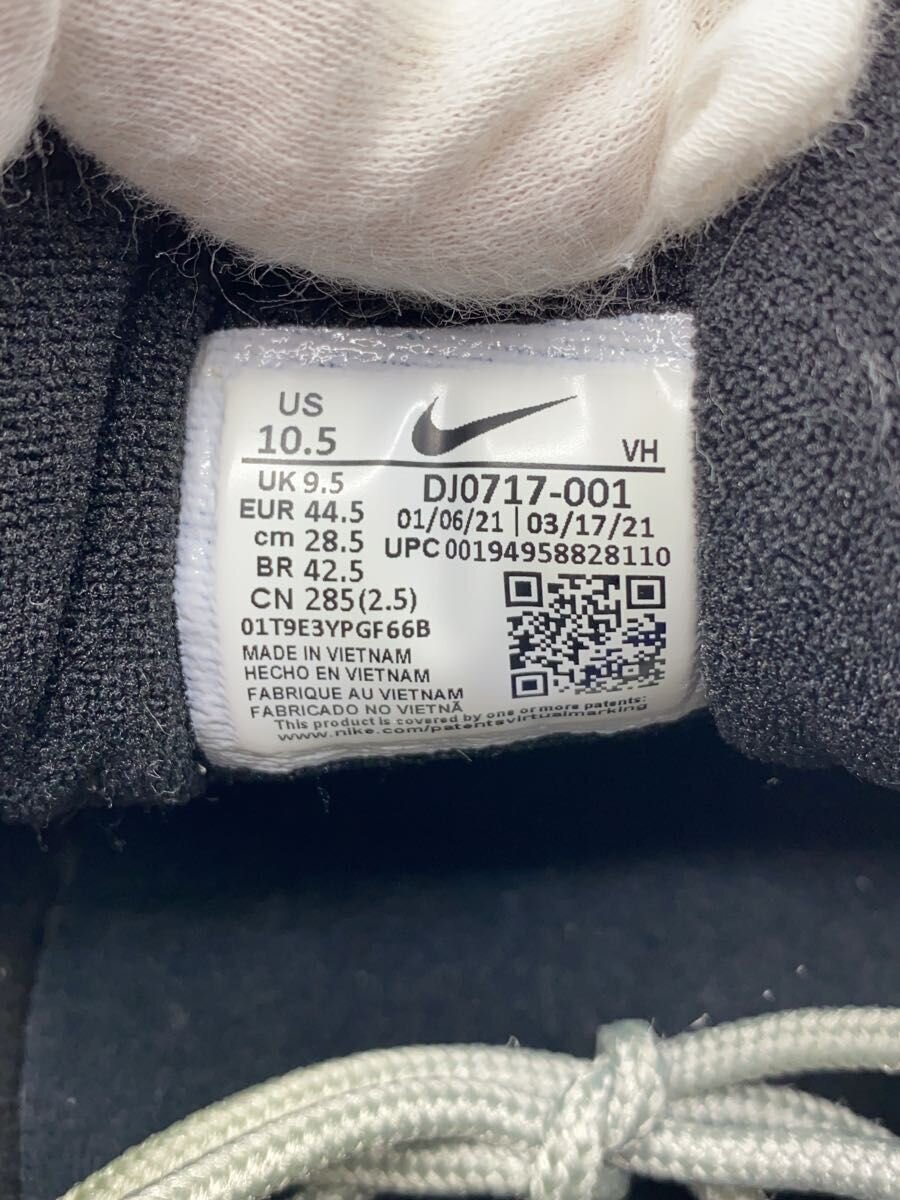 US
10.5
VH
UK 9.5
EUR 44.5
cm 28.5
BR 42.5
CN 285(2.5)
DJ0717-001
01/06/21 | 03/17/21
UPC 00194958828110
01T9E3YPGF66B
MADE IN VIETNAM
HECHO EN VIETNAM
FABRIQUE AU VIETNAM
FABRICADO NO VIETNÃ
This product is covered by one or more patents:
www.nike.com/patentsvirtualmarking